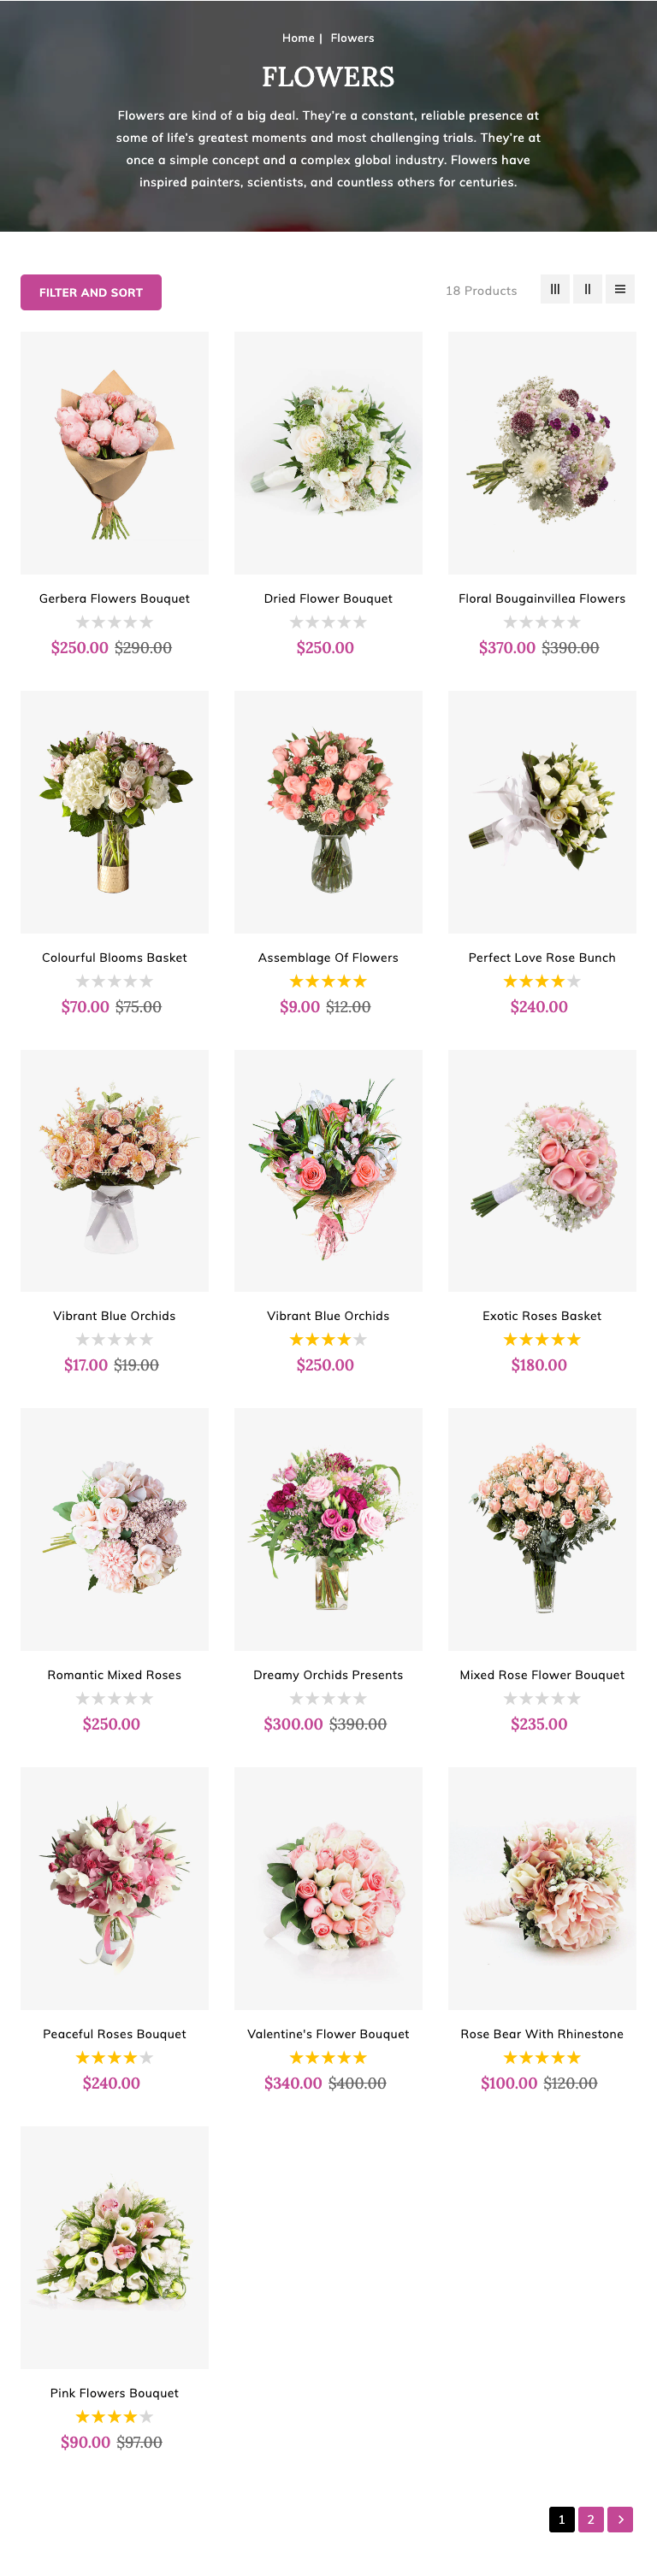 Home | Flowers
FLOWERS
Flowers are kind of a big deal. They're a constant, reliable presence at
some of life's greatest moments and most challenging trials. They're at
once a simple concept and a complex global industry. Flowers have
inspired painters, scientists, and countless others for centuries.
FILTER AND SORT
18 Products
Gerbera Flowers Bouquet
$250.00 $290.00
Dried Flower Bouquet
$250.00
Floral Bougainvillea Flowers
$370.00 $390.00
Colourful Blooms Basket
$70.00 $75.00
Assemblage Of Flowers
$9.00 $12.00
Perfect Love Rose Bunch
$240.00
Vibrant Blue Orchids
$17.00 $19.00
Vibrant Blue Orchids
$250.00
Exotic Roses Basket
$180.00
Romantic Mixed Roses
$250.00
Dreamy Orchids Presents
$300.00 $390.00
Mixed Rose Flower Bouquet
$235.00
Peaceful Roses Bouquet
$240.00
Valentine's Flower Bouquet
$340.00 $400.00
Rose Bear With Rhinestone
$100.00 $120.00
Pink Flowers Bouquet
$90.00 $97.00
1 2